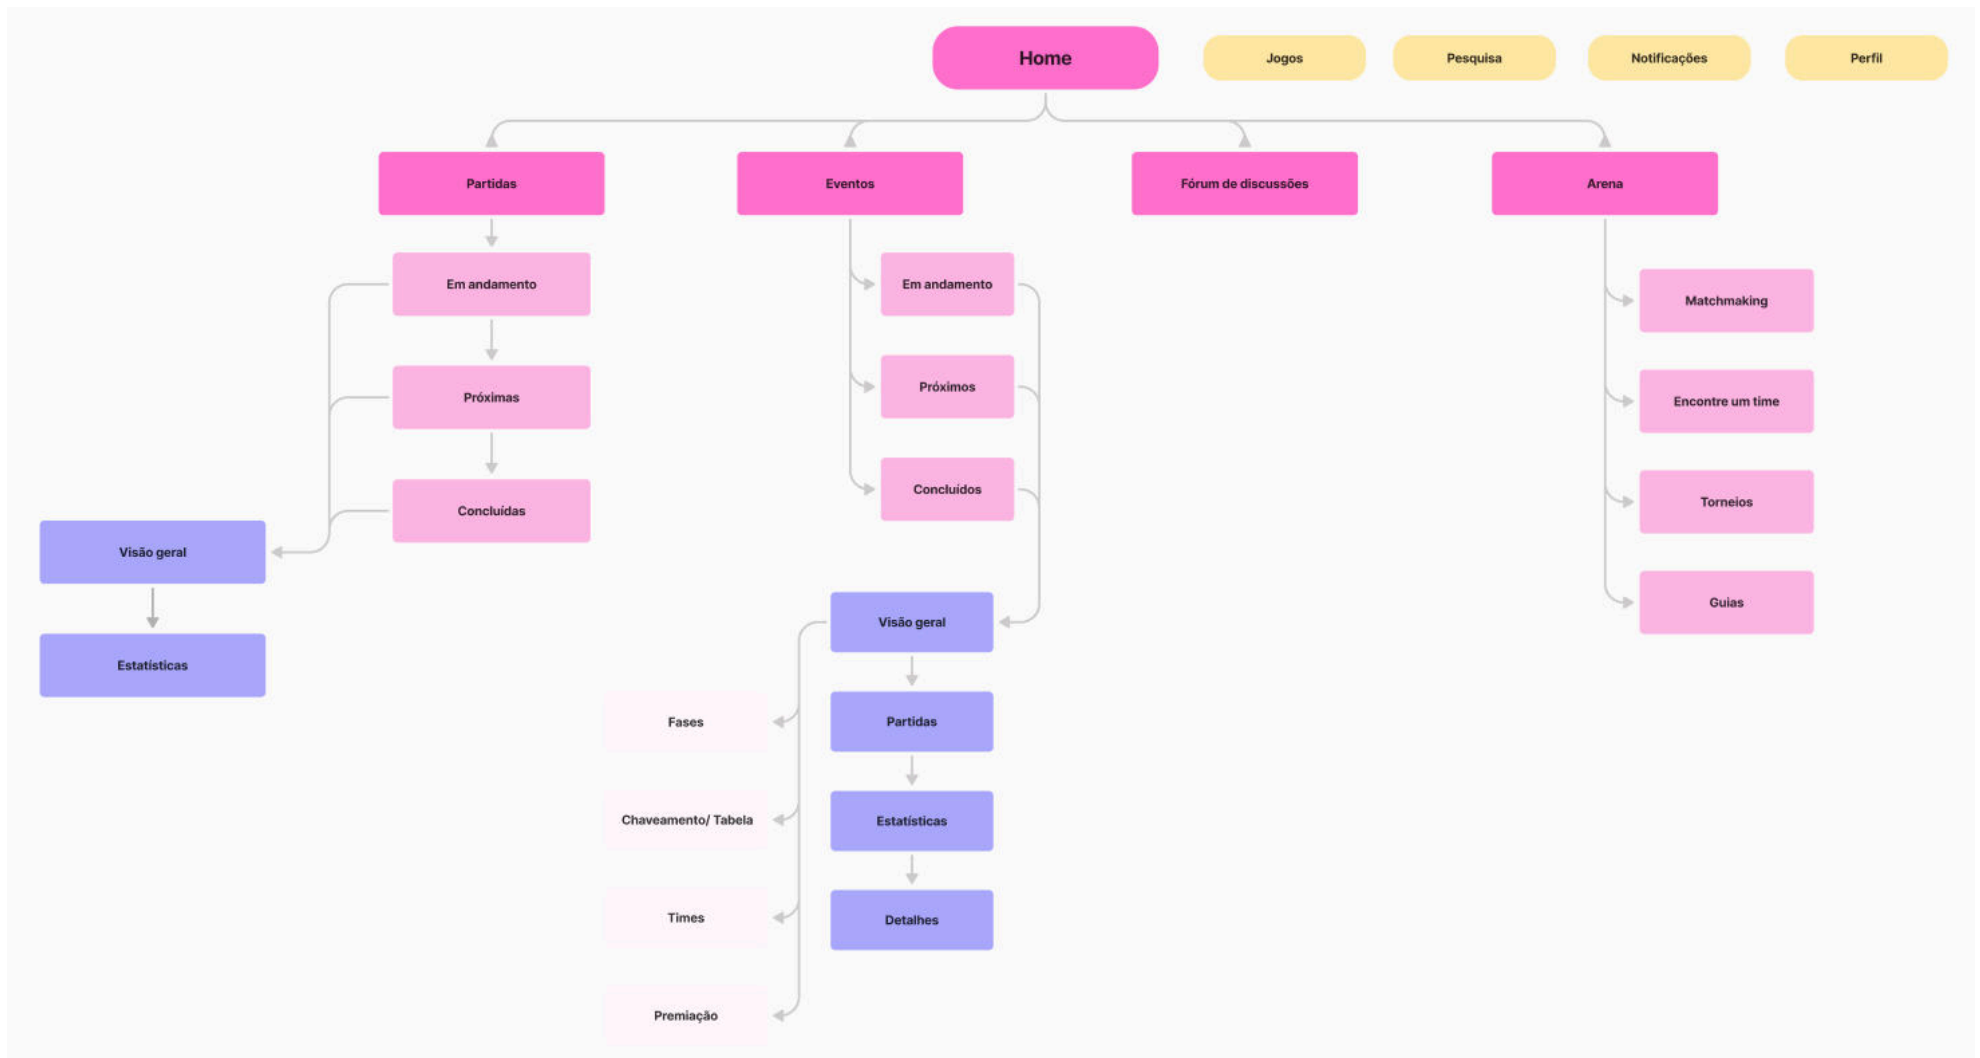 Home
Jogos
Pesquisa
Notificações
Perfil
Partidas
Eventos
Fórum de discussões
Arena
Em andamento
Próximas
Concluídas
Visão geral
Estatísticas
Em andamento
Próximos
Concluídos
Visão geral
Partidas
Estatísticas
Detalhes
Fases
Chaveamento/ Tabela
Times
Premiação
Matchmaking
Encontre um time
Torneios
Guias